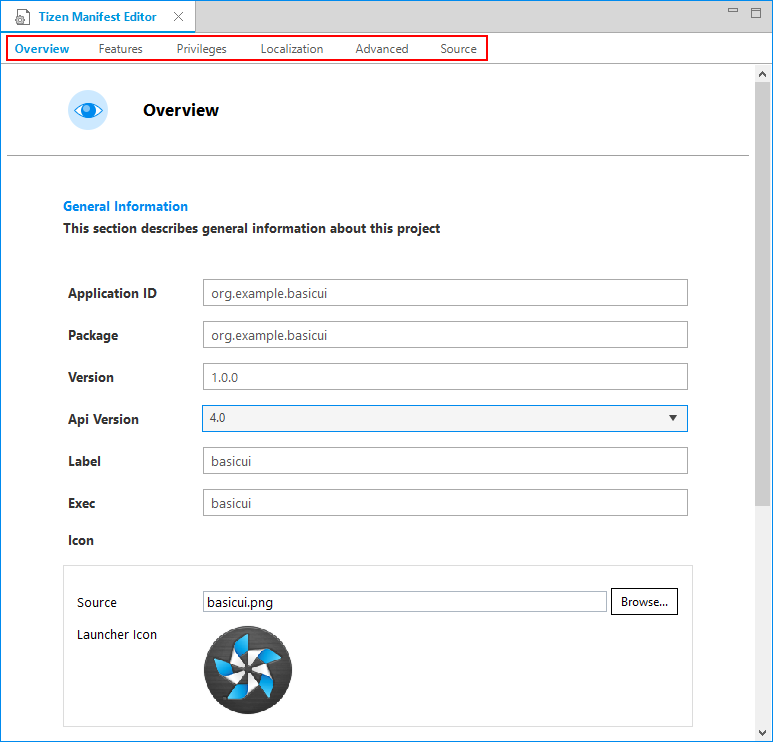 Tizen Manifest Editor
Overview Features Privileges Localization Advanced Source
Overview
General Information
This section describes general information about this project
Application ID org.example.basicui
Package org.example.basicui
Version 1.0.0
Api Version 4.0
Label basicui
Exec basicui
Icon
Source basicui.png Browse...
Launcher Icon